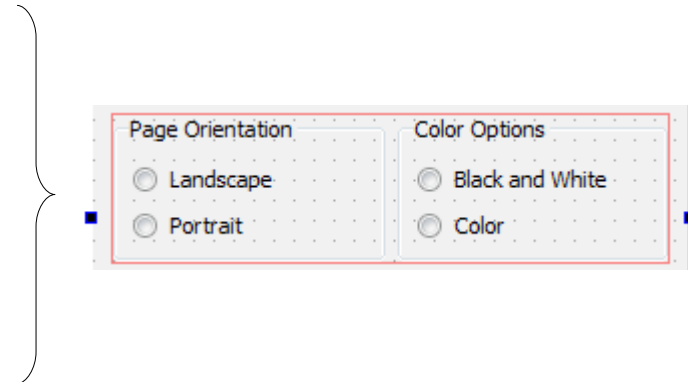 Page Orientation
Landscape
Portrait
Color Options
Black and White
Color